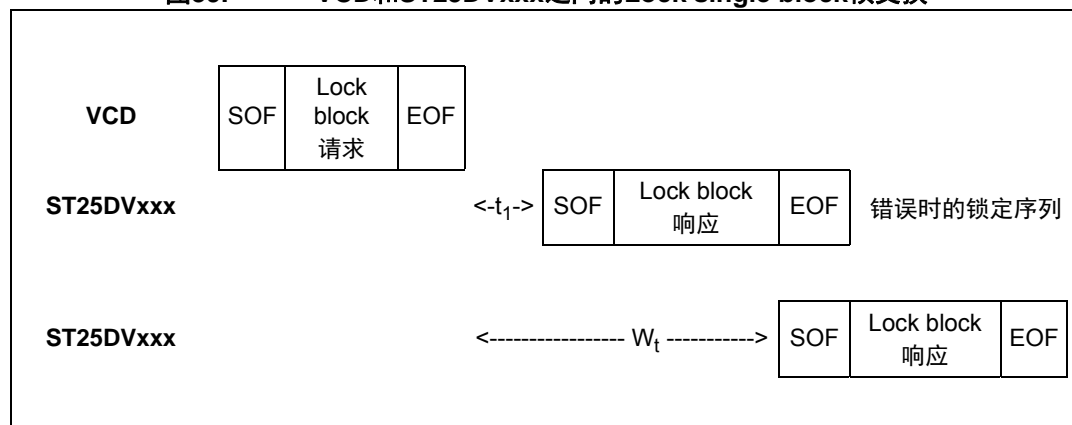 VCD
SOF
Lock
block
请求
EOF
ST25DVxxx
<-t1->
SOF
Lock block
响应
EOF
错误时的锁定序列
ST25DVxxx
<----------------- Wt ----------->
SOF
Lock block
响应
EOF